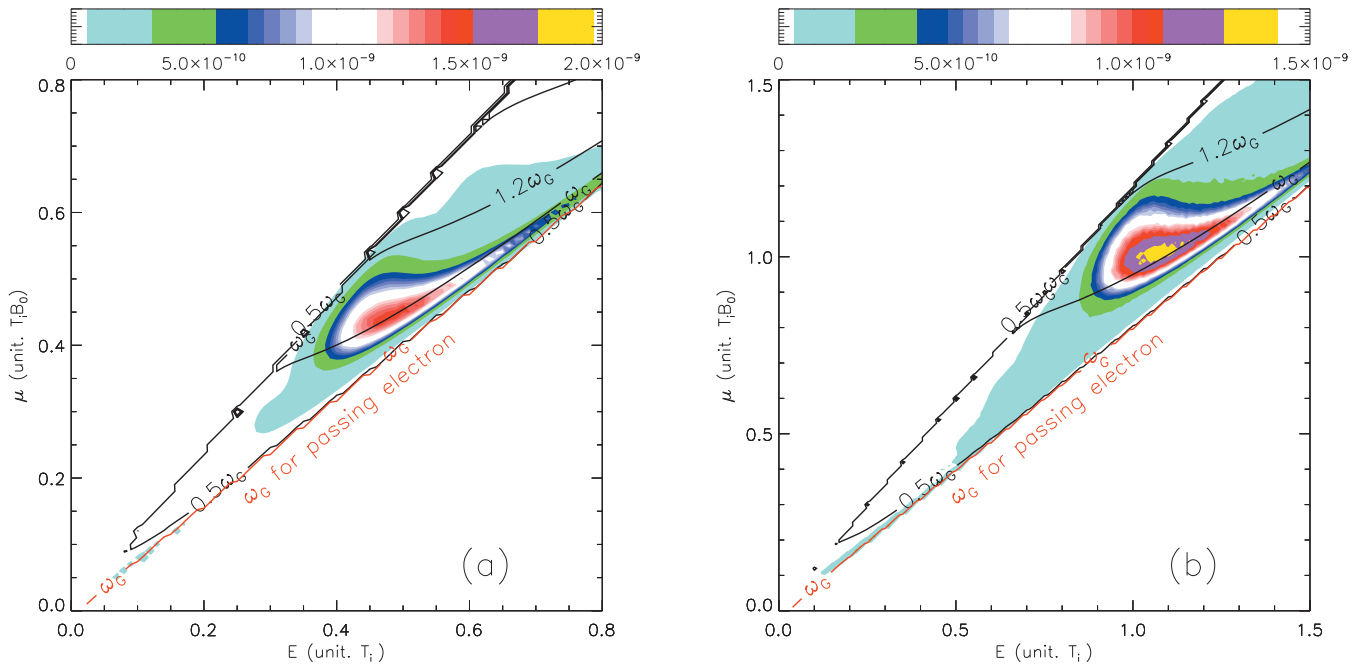 0 5.0×10⁻¹⁰ 1.0×10⁻⁹ 1.5×10⁻⁹ 2.0×10⁻⁹
0.8
0.6
0.4
0.2
0.0
μ (unit. TᵢB₀)
1.2ω_G
ω_G
0.5ω_G
0.5ω_G
ω_G
ω_G
ω_G for passing electron
0.5ω_G
ω_G
(a)
0.0 0.2 0.4 0.6 0.8
E (unit. Tᵢ)
0 5.0×10⁻¹⁰ 1.0×10⁻⁹ 1.5×10⁻⁹
1.5
1.0
0.5
0.0
μ (unit. TᵢB₀)
1.2ω_G
ω_G
0.5ω_G
0.5ω_G
ω_G
ω_G
ω_G for passing electron
0.5ω_G
ω_G
(b)
0.0 0.5 1.0 1.5
E (unit. Tᵢ)